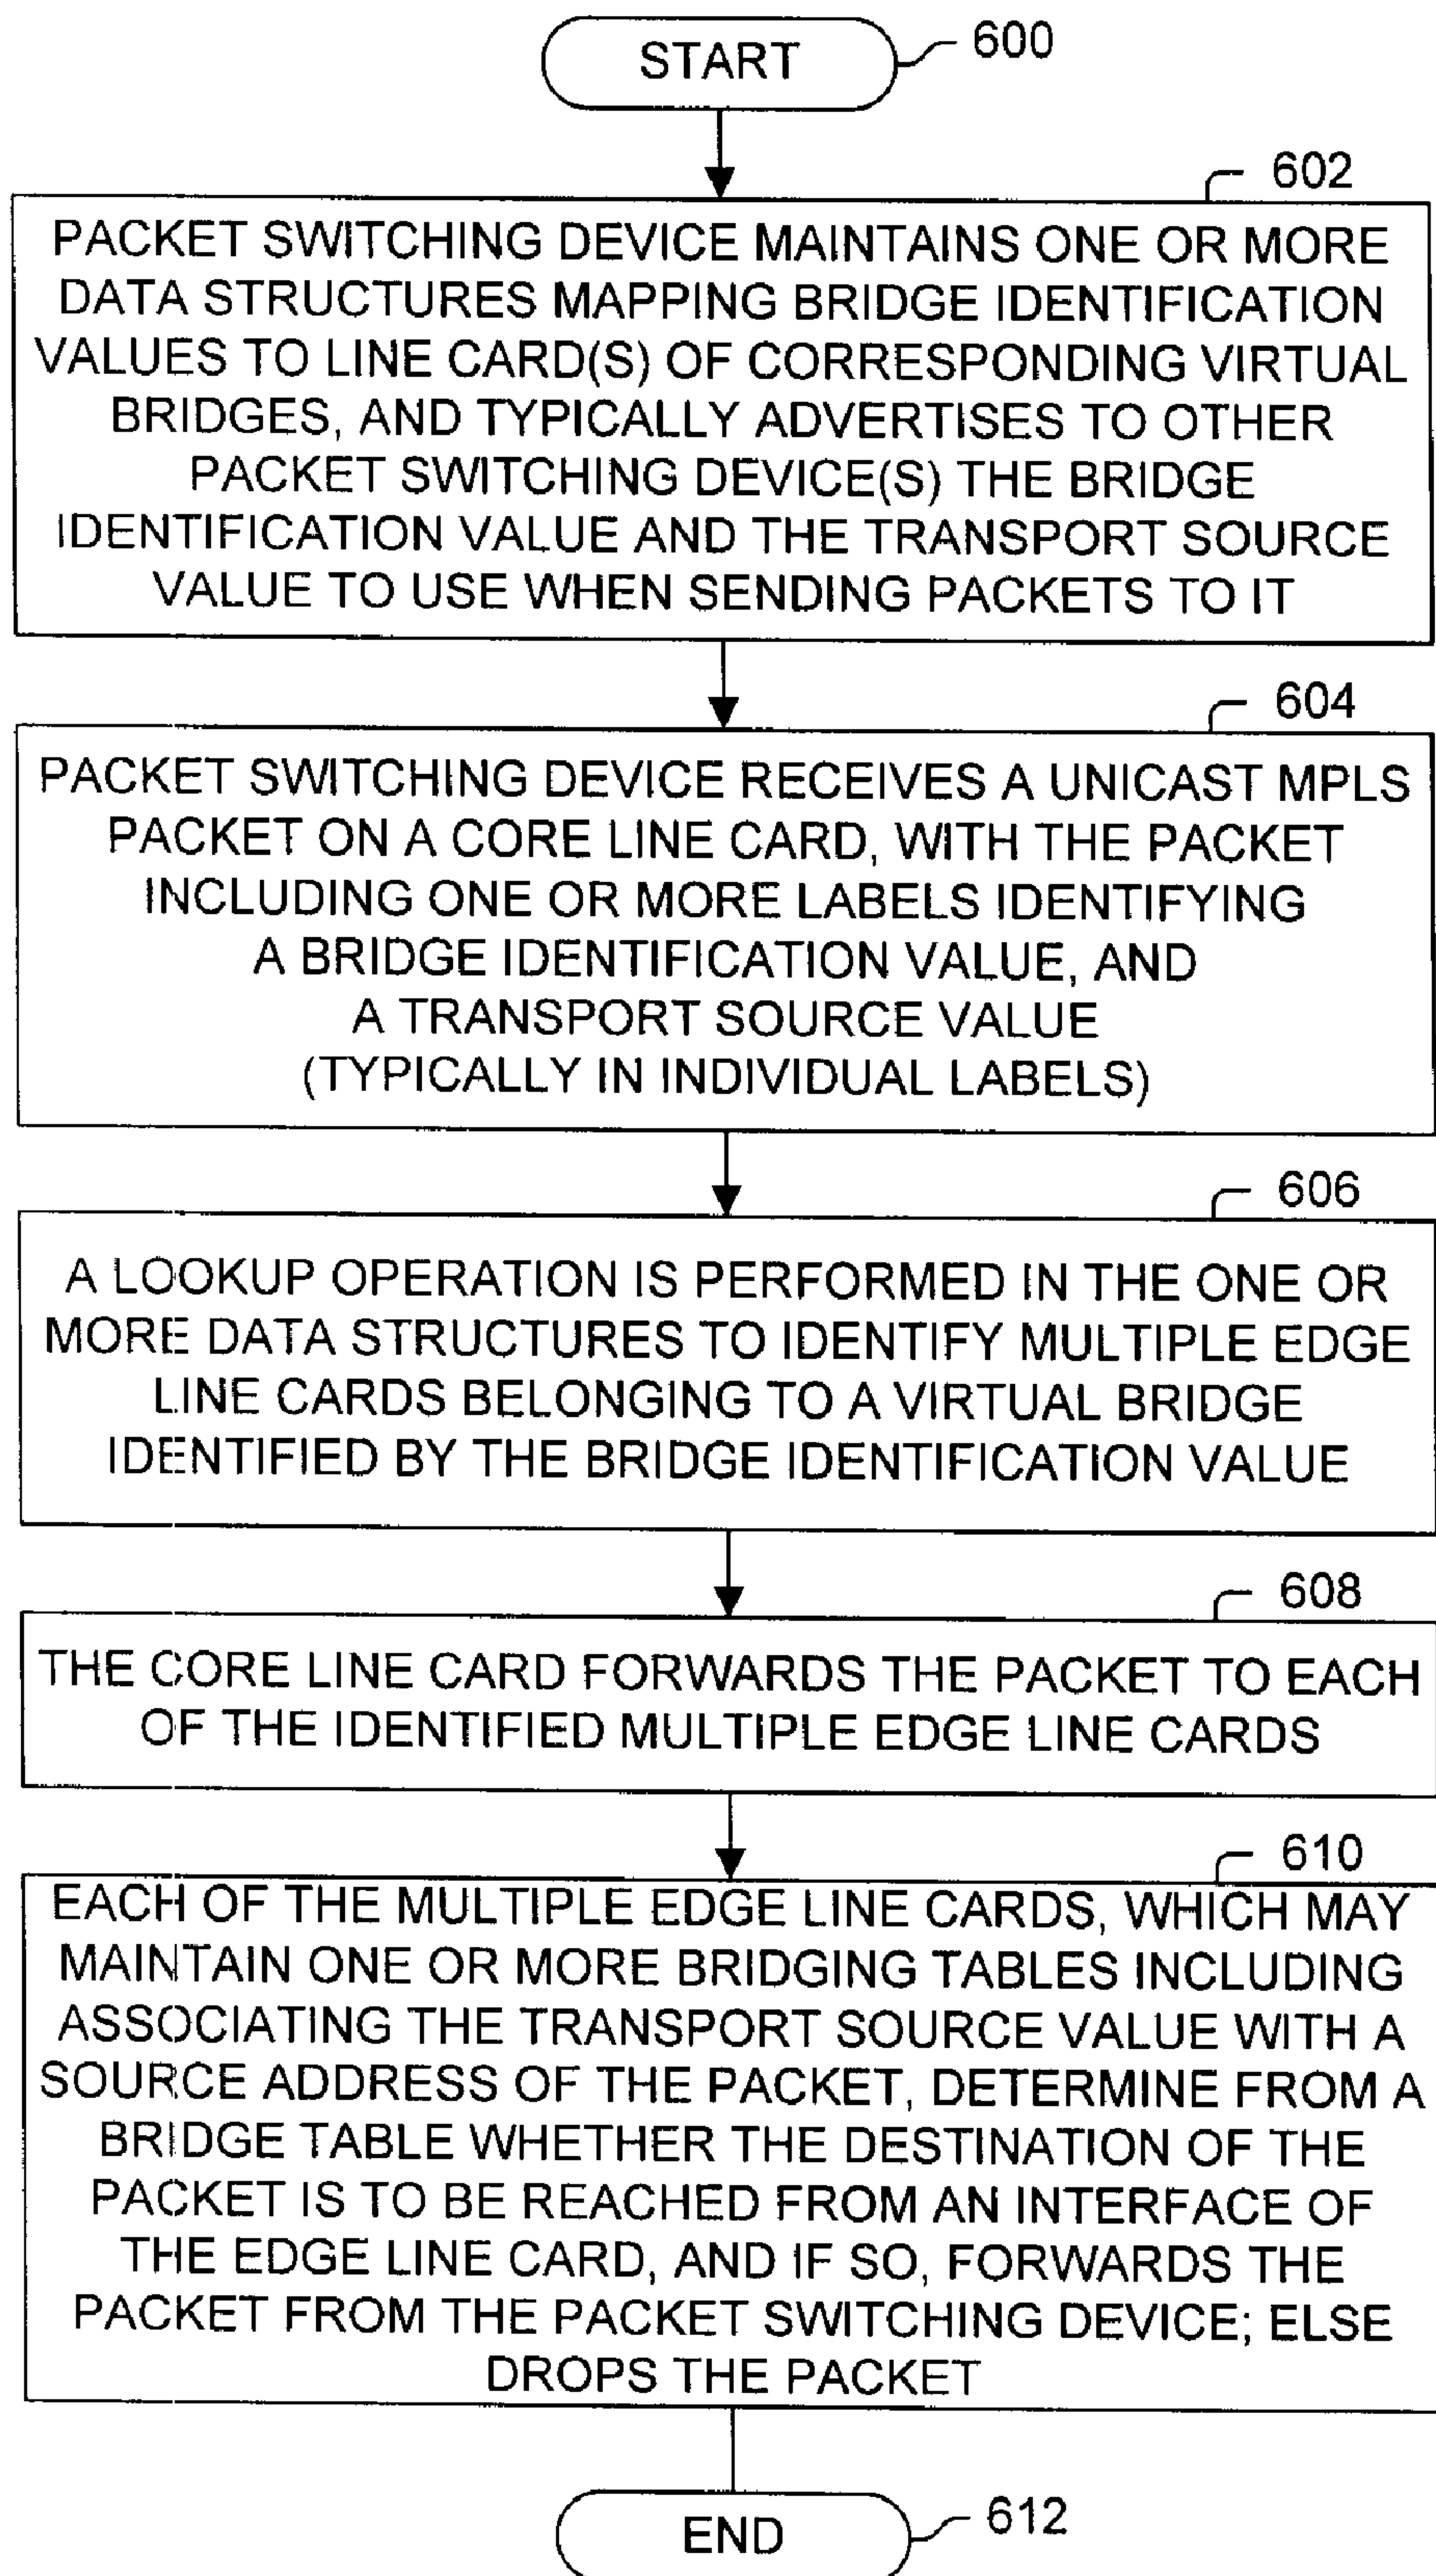 START
600
602
PACKET SWITCHING DEVICE MAINTAINS ONE OR MORE
DATA STRUCTURES MAPPING BRIDGE IDENTIFICATION
VALUES TO LINE CARD(S) OF CORRESPONDING VIRTUAL
BRIDGES, AND TYPICALLY ADVERTISES TO OTHER
PACKET SWITCHING DEVICE(S) THE BRIDGE
IDENTIFICATION VALUE AND THE TRANSPORT SOURCE
VALUE TO USE WHEN SENDING PACKETS TO IT
604
PACKET SWITCHING DEVICE RECEIVES A UNICAST MPLS
PACKET ON A CORE LINE CARD, WITH THE PACKET
INCLUDING ONE OR MORE LABELS IDENTIFYING
A BRIDGE IDENTIFICATION VALUE, AND
A TRANSPORT SOURCE VALUE
(TYPICALLY IN INDIVIDUAL LABELS)
606
A LOOKUP OPERATION IS PERFORMED IN THE ONE OR
MORE DATA STRUCTURES TO IDENTIFY MULTIPLE EDGE
LINE CARDS BELONGING TO A VIRTUAL BRIDGE
IDENTIFIED BY THE BRIDGE IDENTIFICATION VALUE
608
THE CORE LINE CARD FORWARDS THE PACKET TO EACH
OF THE IDENTIFIED MULTIPLE EDGE LINE CARDS
610
EACH OF THE MULTIPLE EDGE LINE CARDS, WHICH MAY
MAINTAIN ONE OR MORE BRIDGING TABLES INCLUDING
ASSOCIATING THE TRANSPORT SOURCE VALUE WITH A
SOURCE ADDRESS OF THE PACKET, DETERMINE FROM A
BRIDGE TABLE WHETHER THE DESTINATION OF THE
PACKET IS TO BE REACHED FROM AN INTERFACE OF
THE EDGE LINE CARD, AND IF SO, FORWARDS THE
PACKET FROM THE PACKET SWITCHING DEVICE; ELSE
DROPS THE PACKET
END
612